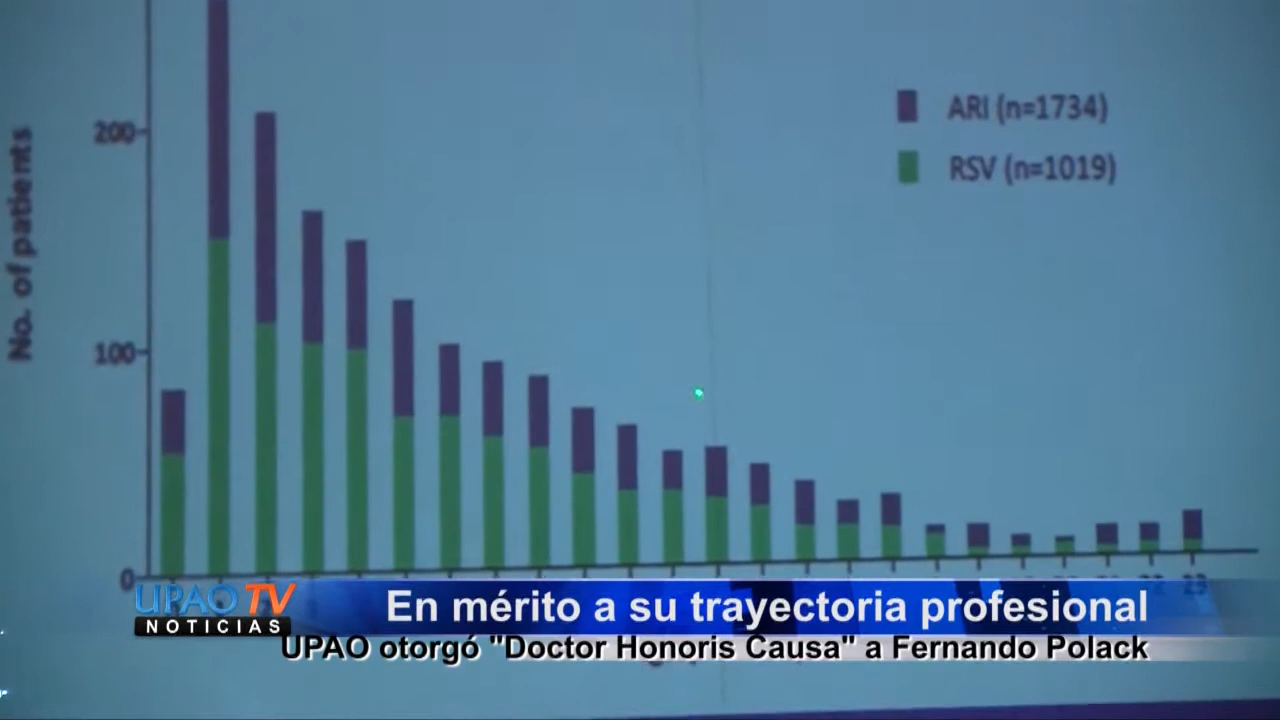 No. of patients
200
100
0
ARI (n=1734)
RSV (n=1019)
23
UPAO TV
NOTICIAS
En mérito a su trayectoria profesional
UPAO otorgó "Doctor Honoris Causa" a Fernando Polack